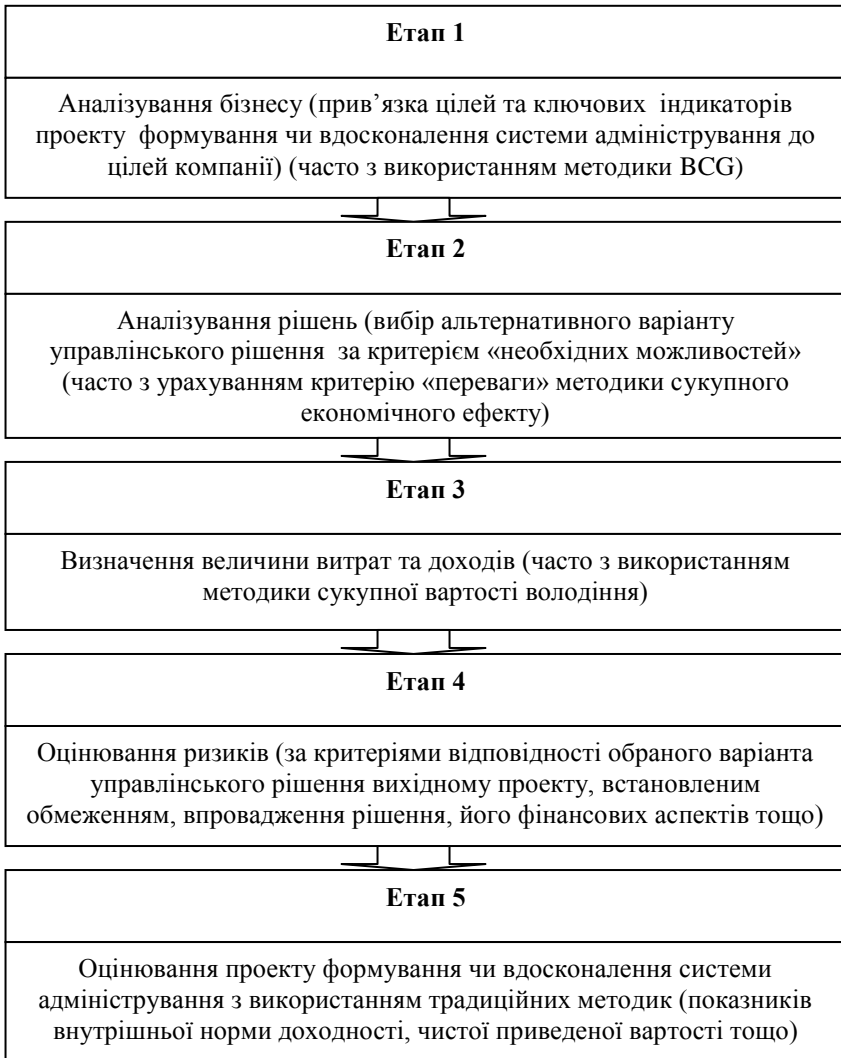 Етап 1
Аналізування бізнесу (прив’язка цілей та ключових індикаторів
проекту формування чи вдосконалення системи адміністрування до
цілей компанії) (часто з використанням методики BCG)
Етап 2
Аналізування рішень (вибір альтернативного варіанту
управлінського рішення за критерієм «необхідних можливостей»
(часто з урахуванням критерію «переваги» методики сукупного
економічного ефекту)
Етап 3
Визначення величини витрат та доходів (часто з використанням
методики сукупної вартості володіння)
Етап 4
Оцінювання ризиків (за критеріями відповідності обраного варіанта
управлінського рішення вихідному проекту, встановленим
обмеженням, впровадження рішення, його фінансових аспектів тощо)
Етап 5
Оцінювання проекту формування чи вдосконалення системи
адміністрування з використанням традиційних методик (показників
внутрішньої норми доходності, чистої приведеної вартості тощо)